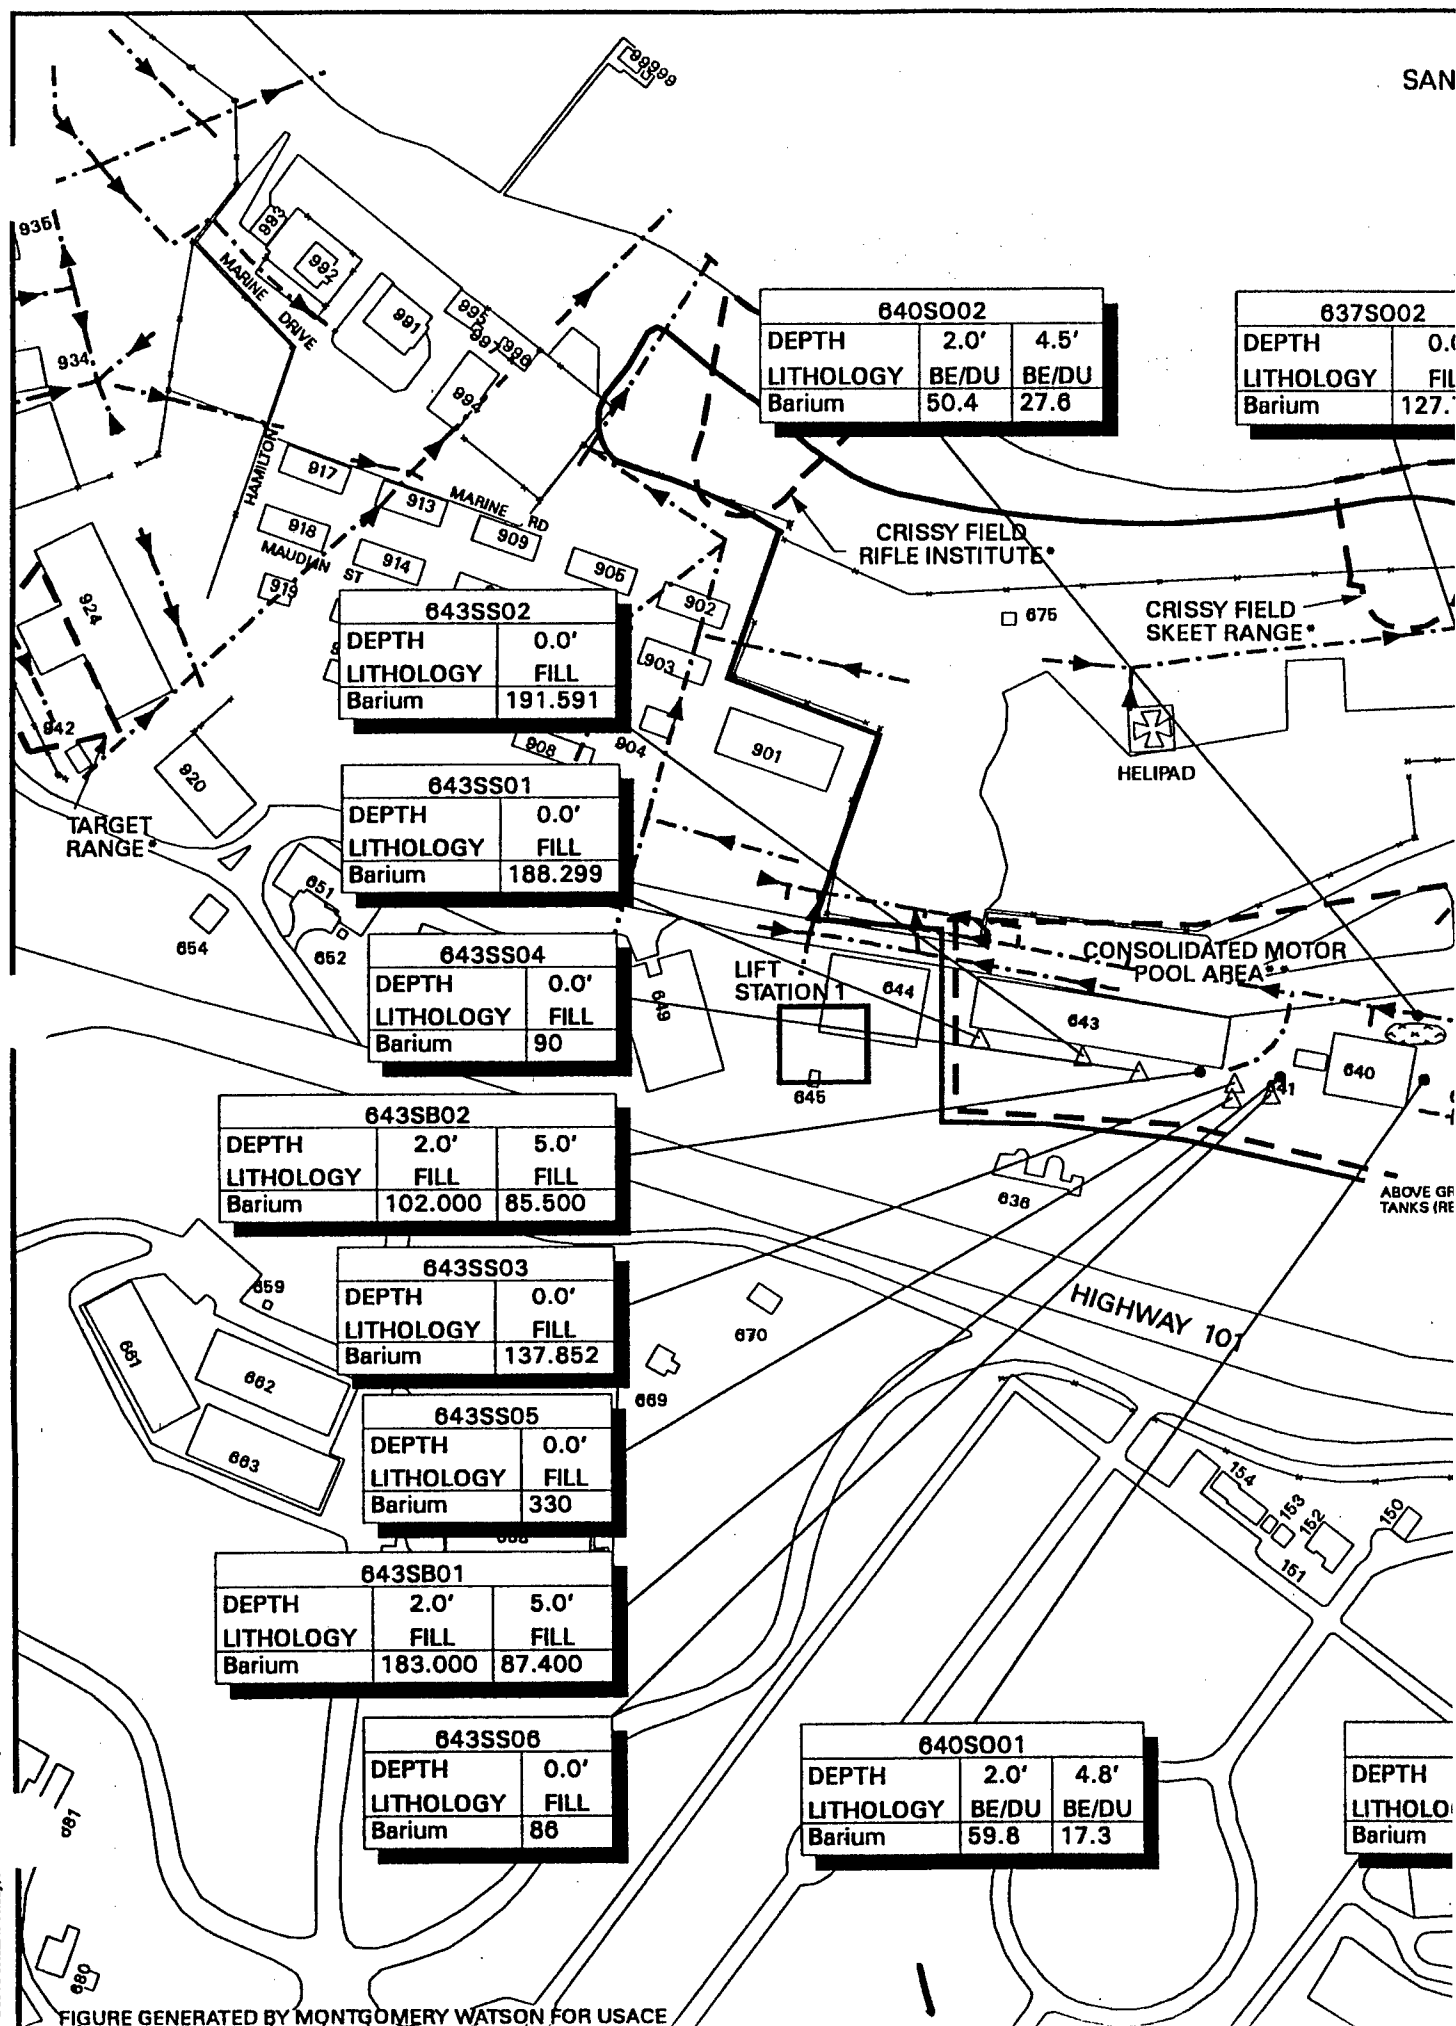 99999
SAN
935
993
992
MARINE
DRIVE
991
995
997
996
994
934
HAMILTON
917
913
MARINE RD
909
918
MAUDLIN ST
914
919
905
902
903
924
942
920
908
904
901
TARGET
RANGE*
640SO02
DEPTH 2.0' 4.5'
LITHOLOGY BE/DU BE/DU
Barium 50.4 27.6
637SO02
DEPTH
LITHOLOGY
Barium 127.
CRISSY FIELD
RIFLE INSTITUTE*
CRISSY FIELD
SKEET RANGE*
675
HELIPAD
643SS02
DEPTH 0.0'
LITHOLOGY FILL
Barium 191.591
643SS01
DEPTH 0.0'
LITHOLOGY FILL
Barium 188.299
651
654
652
643SS04
DEPTH 0.0'
LITHOLOGY FILL
Barium 90
649
LIFT
STATION 1
644
645
643
CONSOLIDATED MOTOR
POOL AREA**
640
641
638
ABOVE GR
TANKS (RE
643SB02
DEPTH 2.0' 5.0'
LITHOLOGY FILL FILL
Barium 102.000 85.500
643SS03
DEPTH 0.0'
LITHOLOGY FILL
Barium 137.852
659
661
662
663
670
669
HIGHWAY 101
643SS05
DEPTH 0.0'
LITHOLOGY FILL
Barium 330
154
153
152
150
151
643SB01
DEPTH 2.0' 5.0'
LITHOLOGY FILL FILL
Barium 183.000 87.400
643SS06
DEPTH 0.0'
LITHOLOGY FILL
Barium 86
640SO01
DEPTH 2.0' 4.8'
LITHOLOGY BE/DU BE/DU
Barium 59.8 17.3
DEPTH
LITHOLO
Barium
681
680
FIGURE GENERATED BY MONTGOMERY WATSON FOR USACE